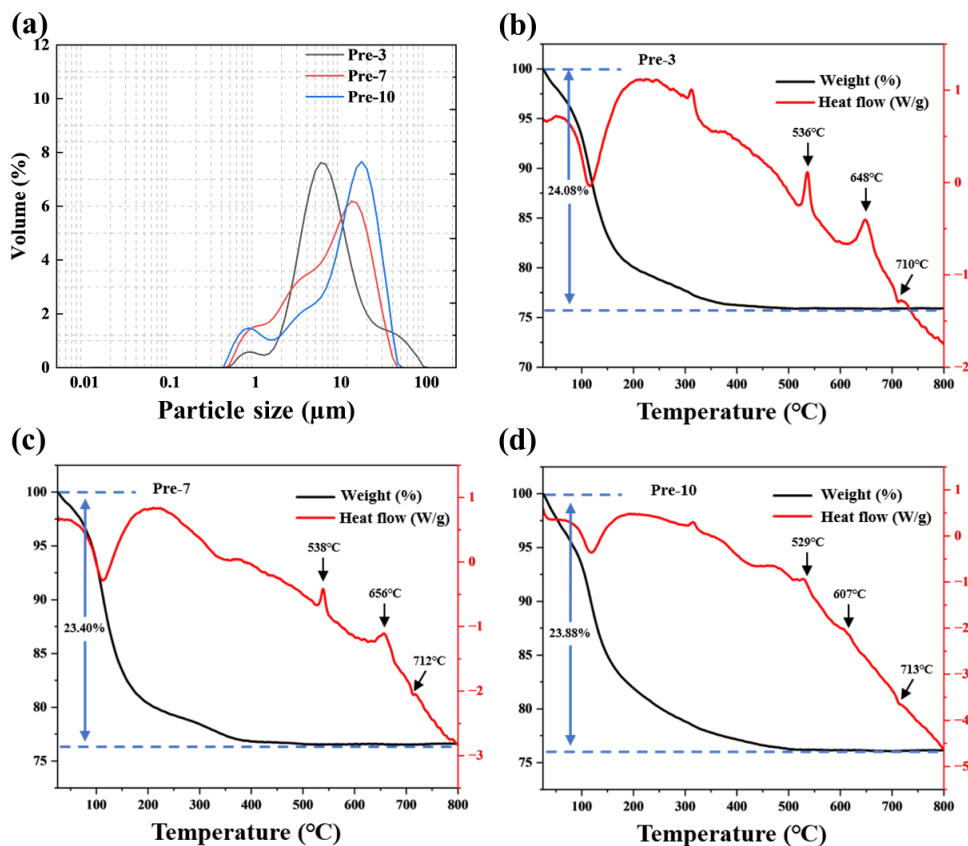 (a)
12
10
8
6
4
2
0
Volume (%)
Pre-3
Pre-7
Pre-10
0.01 0.1 1 10 100
Particle size (µm)
(b)
Pre-3
Weight (%)
Heat flow (W/g)
536°C
648°C
710°C
24.08%
100
95
90
85
80
75
70
1
0
−1
−2
100 200 300 400 500 600 700 800
Temperature (°C)
(c)
Pre-7
Weight (%)
Heat flow (W/g)
538°C
656°C
712°C
23.40%
100
95
90
85
80
75
1
0
−1
−2
−3
100 200 300 400 500 600 700 800
Temperature (°C)
(d)
Pre-10
Weight (%)
Heat flow (W/g)
529°C
607°C
713°C
23.88%
100
95
90
85
80
75
1
0
−1
−2
−3
−4
−5
100 200 300 400 500 600 700 800
Temperature (°C)